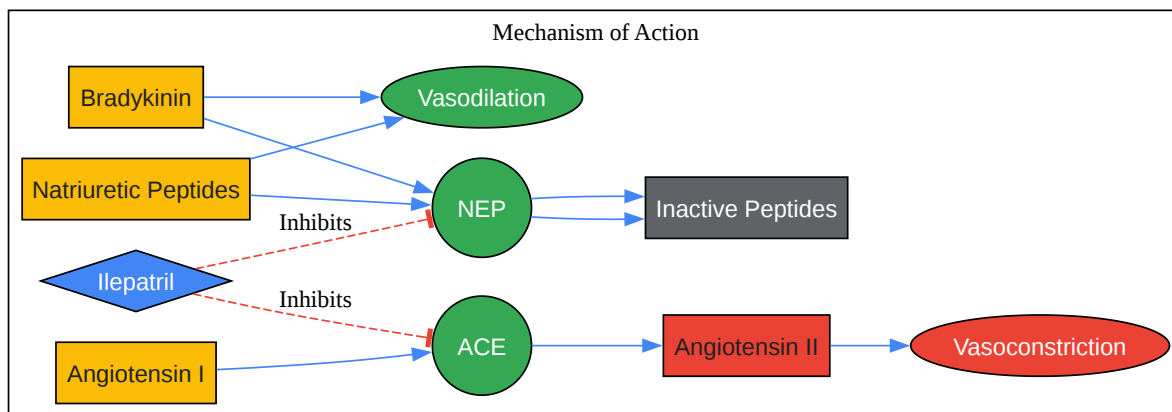 Mechanism of Action
Bradykinin
Vasodilation
Natriuretic Peptides
NEP
Inactive Peptides
Inhibits
Ilepatril
Inhibits
Angiotensin I
ACE
Angiotensin II
Vasoconstriction